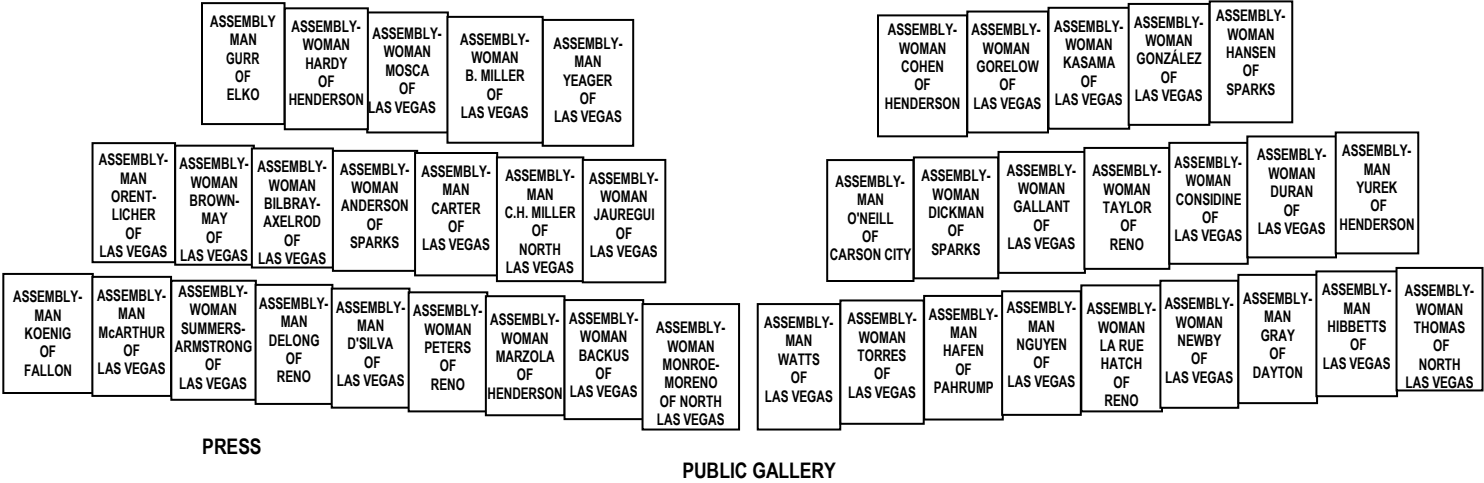 ASSEMBLY
MAN
GURR
OF
ELKO
ASSEMBLY-
WOMAN
HARDY
OF
HENDERSON
ASSEMBLY-
WOMAN
MOSCA
OF
LAS VEGAS
ASSEMBLY-
WOMAN
B. MILLER
OF
LAS VEGAS
ASSEMBLY-
MAN
YEAGER
OF
LAS VEGAS
ASSEMBLY-
WOMAN
COHEN
OF
HENDERSON
ASSEMBLY-
WOMAN
GORELOW
OF
LAS VEGAS
ASSEMBLY-
WOMAN
KASAMA
OF
LAS VEGAS
ASSEMBLY-
WOMAN
GONZÁLEZ
OF
LAS VEGAS
ASSEMBLY-
WOMAN
HANSEN
OF
SPARKS
ASSEMBLY-
MAN
ORENT-
LICHER
OF
LAS VEGAS
ASSEMBLY-
WOMAN
BROWN-
MAY
OF
LAS VEGAS
ASSEMBLY-
WOMAN
BILBRAY-
AXELROD
OF
LAS VEGAS
ASSEMBLY-
WOMAN
ANDERSON
OF
SPARKS
ASSEMBLY-
MAN
CARTER
OF
LAS VEGAS
ASSEMBLY-
MAN
C.H. MILLER
OF
NORTH
LAS VEGAS
ASSEMBLY-
WOMAN
JAUREGUI
OF
LAS VEGAS
ASSEMBLY-
MAN
O'NEILL
OF
CARSON CITY
ASSEMBLY-
WOMAN
DICKMAN
OF
SPARKS
ASSEMBLY-
WOMAN
GALLANT
OF
LAS VEGAS
ASSEMBLY-
WOMAN
TAYLOR
OF
RENO
ASSEMBLY-
WOMAN
CONSIDINE
OF
LAS VEGAS
ASSEMBLY-
WOMAN
DURAN
OF
LAS VEGAS
ASSEMBLY-
MAN
YUREK
OF
HENDERSON
ASSEMBLY-
MAN
KOENIG
OF
FALLON
ASSEMBLY-
MAN
McARTHUR
OF
LAS VEGAS
ASSEMBLY-
WOMAN
SUMMERS-
ARMSTRONG
OF
LAS VEGAS
ASSEMBLY-
MAN
DELONG
OF
RENO
ASSEMBLY-
MAN
D'SILVA
OF
LAS VEGAS
ASSEMBLY-
WOMAN
PETERS
OF
RENO
ASSEMBLY-
WOMAN
MARZOLA
OF
HENDERSON
ASSEMBLY-
WOMAN
BACKUS
OF
LAS VEGAS
ASSEMBLY-
WOMAN
MONROE-
MORENO
OF NORTH
LAS VEGAS
ASSEMBLY-
MAN
WATTS
OF
LAS VEGAS
ASSEMBLY-
WOMAN
TORRES
OF
LAS VEGAS
ASSEMBLY-
MAN
HAFEN
OF
PAHRUMP
ASSEMBLY-
MAN
NGUYEN
OF
LAS VEGAS
ASSEMBLY-
WOMAN
LA RUE
HATCH
OF
RENO
ASSEMBLY-
WOMAN
NEWBY
OF
LAS VEGAS
ASSEMBLY-
MAN
GRAY
OF
DAYTON
ASSEMBLY-
MAN
HIBBETTS
OF
LAS VEGAS
ASSEMBLY-
WOMAN
THOMAS
OF
NORTH
LAS VEGAS
PRESS
PUBLIC GALLERY